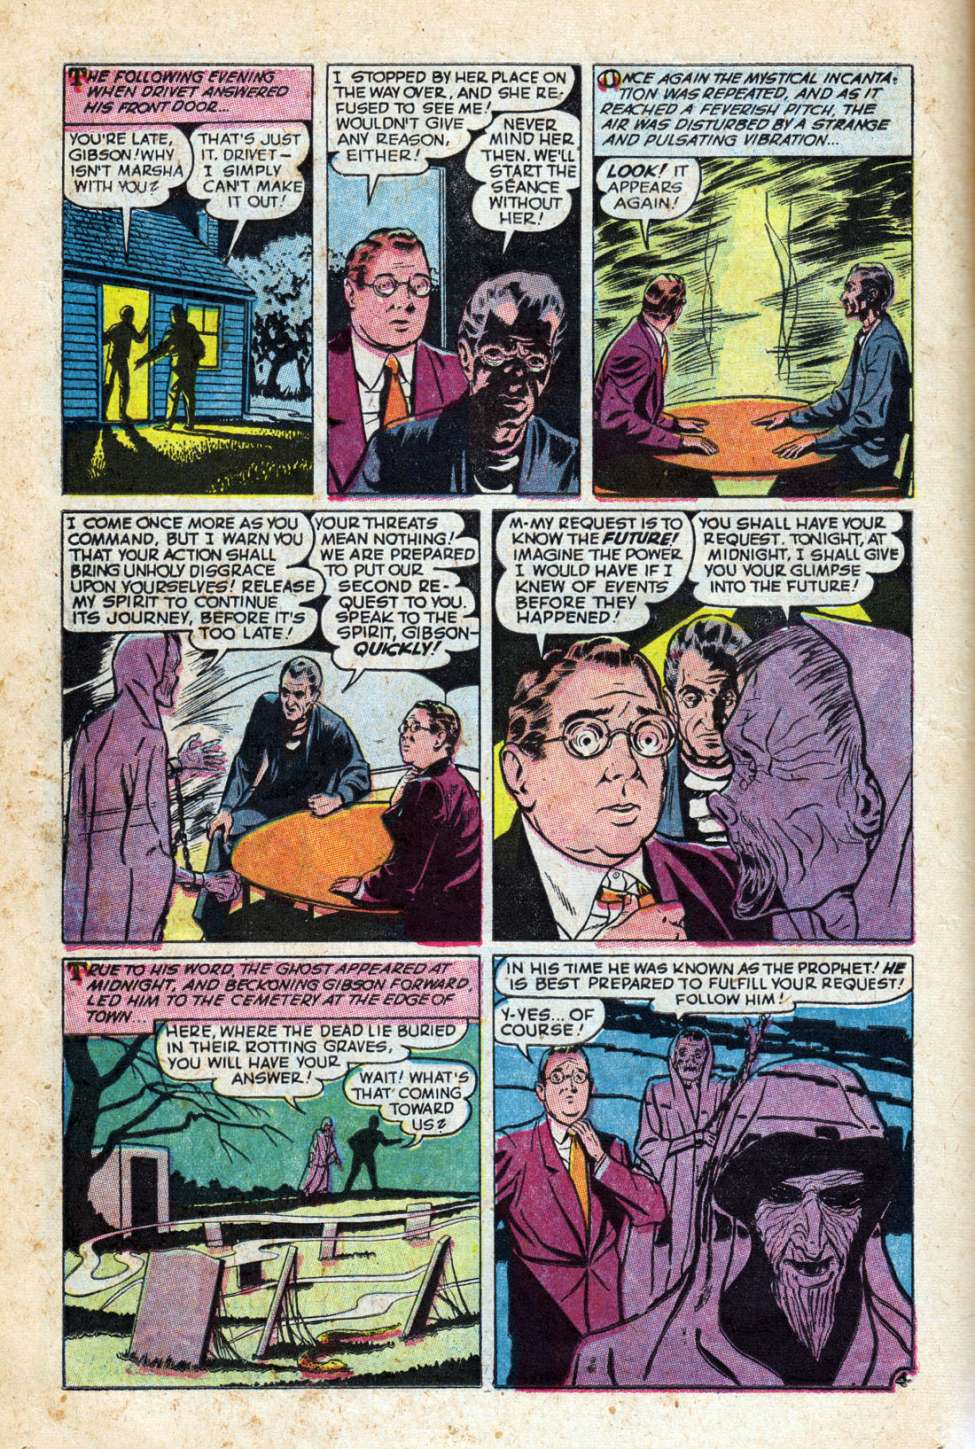 THE FOLLOWING EVENING
WHEN DRIVET ANSWERED
HIS FRONT DOOR...
YOU'RE LATE,
GIBSON! WHY
ISN'T MARSHA
WITH YOU?
THAT'S JUST
IT, DRIVET—
I SIMPLY
CAN'T MAKE
IT OUT!
I STOPPED BY HER PLACE ON
THE WAY OVER, AND SHE RE-
FUSED TO SEE ME!
WOULDN'T GIVE
ANY REASON,
EITHER!
NEVER
MIND HER
THEN. WE'LL
START THE
SÉANCE
WITHOUT
HER!
ONCE AGAIN THE MYSTICAL INCANTA-
TION WAS REPEATED, AND AS IT
REACHED A FEVERISH PITCH, THE
AIR WAS DISTURBED BY A STRANGE
AND PULSATING VIBRATION...
LOOK! IT
APPEARS
AGAIN!
I COME ONCE MORE AS YOU
COMMAND, BUT I WARN YOU
THAT YOUR ACTION SHALL
BRING UNHOLY DISGRACE
UPON YOURSELVES! RELEASE
MY SPIRIT TO CONTINUE
ITS JOURNEY, BEFORE IT'S
TOO LATE!
YOUR THREATS
MEAN NOTHING!
WE ARE PREPARED
TO PUT OUR
SECOND RE-
QUEST TO YOU.
SPEAK TO THE
SPIRIT, GIBSON—
QUICKLY!
M-MY REQUEST IS TO
KNOW THE FUTURE!
IMAGINE THE POWER
I WOULD HAVE IF I
KNEW OF EVENTS
BEFORE THEY
HAPPENED!
YOU SHALL HAVE YOUR
REQUEST. TONIGHT, AT
MIDNIGHT, I SHALL GIVE
YOU YOUR GLIMPSE
INTO THE FUTURE!
TRUE TO HIS WORD, THE GHOST APPEARED AT
MIDNIGHT, AND BECKONING GIBSON FORWARD,
LED HIM TO THE CEMETERY AT THE EDGE OF
TOWN...
HERE, WHERE THE DEAD LIE BURIED
IN THEIR ROTTING GRAVES,
YOU WILL HAVE YOUR
ANSWER!
WAIT! WHAT'S
THAT COMING
TOWARD
US?
IN HIS TIME HE WAS KNOWN AS THE PROPHET! HE
IS BEST PREPARED TO FULFILL YOUR REQUEST!
FOLLOW HIM!
Y-YES... OF
COURSE!
4